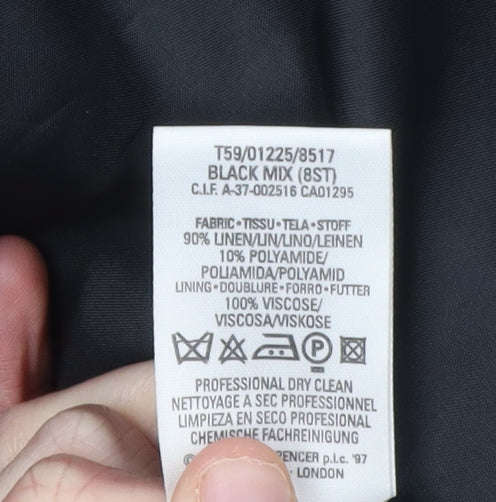 T59/01225/8517
BLACK MIX (8ST)
C.I.F. A-37-002516 CA01295
FABRIC•TISSU•TELA•STOFF
90% LINEN/LIN/LINO/LEINEN
10% POLYAMIDE/
POLIAMIDA/POLYAMID
LINING•DOUBLURE•FORRO•FUTTER
100% VISCOSE/
VISCOSA/VISKOSE
P
PROFESSIONAL DRY CLEAN
NETTOYAGE A SEC PROFESSIONNEL
LIMPIEZA EN SECO PROFESIONAL
CHEMISCHE FACHREINIGUNG
© PENCER p.l.c. '97
· LONDON